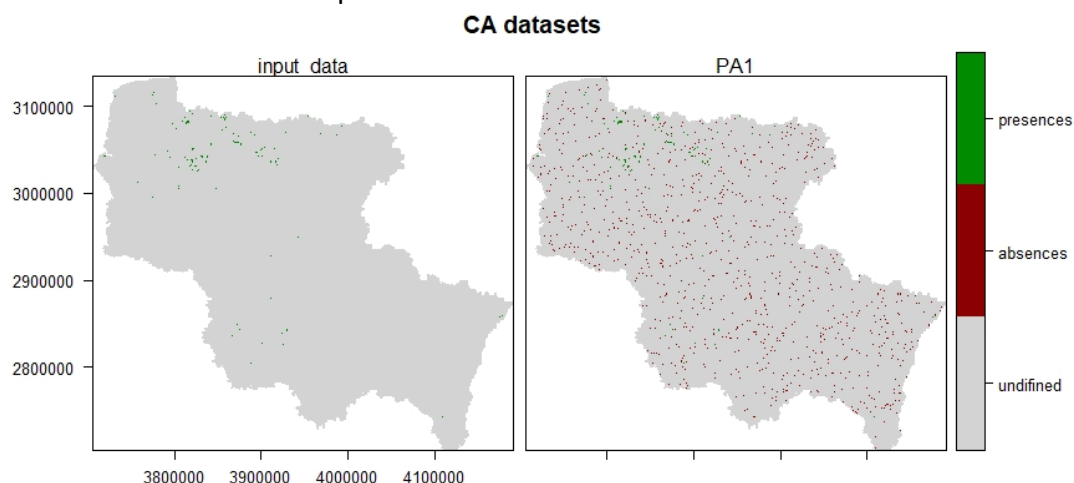 CA datasets
input_data
PA1
3100000
3000000
2900000
2800000
3800000
3900000
4000000
4100000
presences
absences
undifined